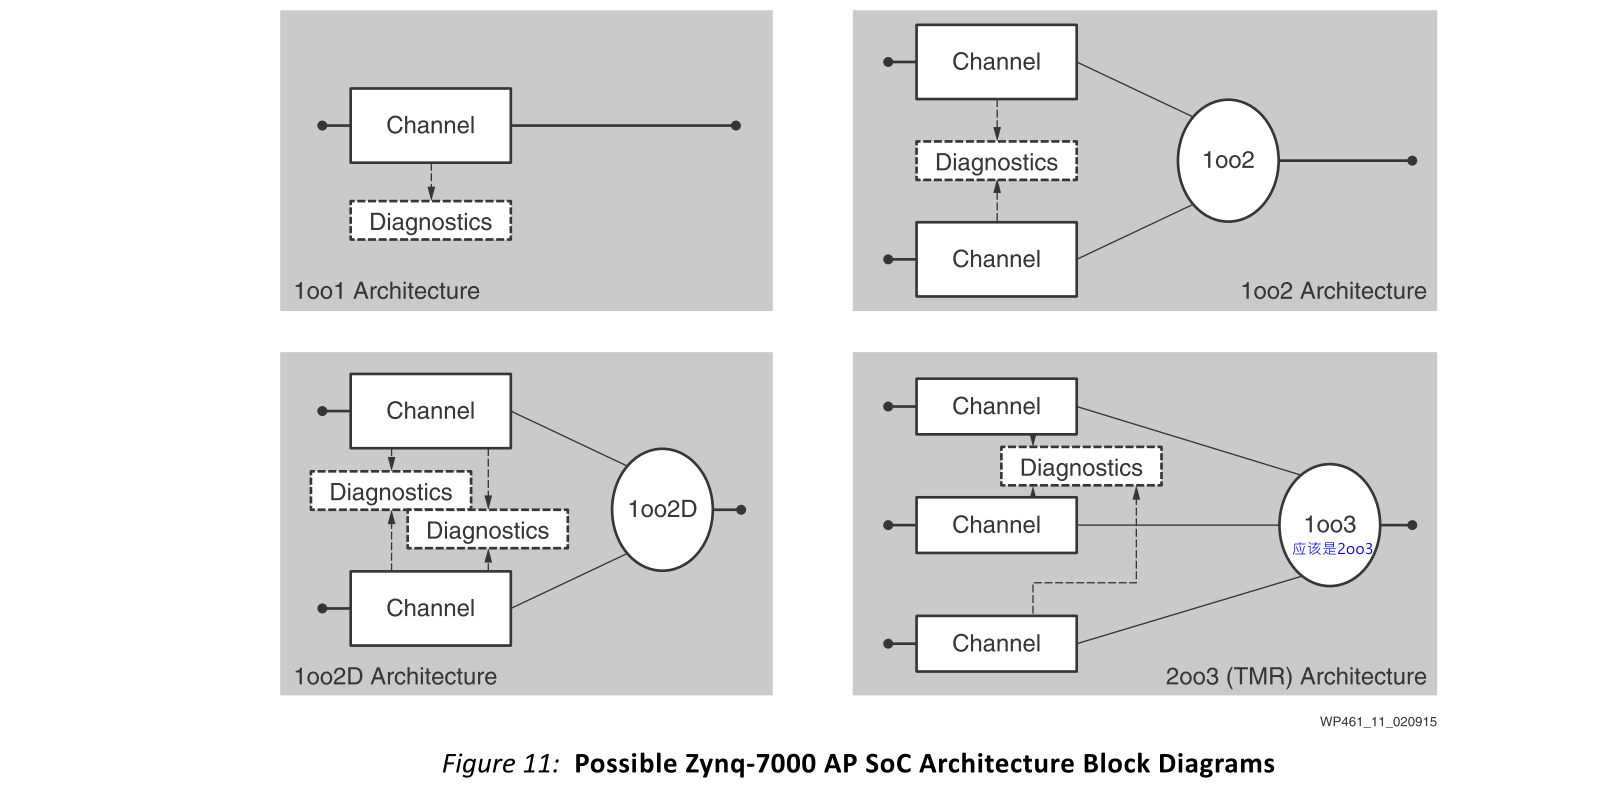 Channel
Diagnostics
1oo1 Architecture
Channel
Diagnostics
1oo2
Channel
1oo2 Architecture
Channel
Diagnostics
Diagnostics
1oo2D
Channel
1oo2D Architecture
Channel
Diagnostics
Channel
1oo3
应该是2oo3
Channel
2oo3 (TMR) Architecture
WP461_11_020915
Figure 11: Possible Zynq-7000 AP SoC Architecture Block Diagrams